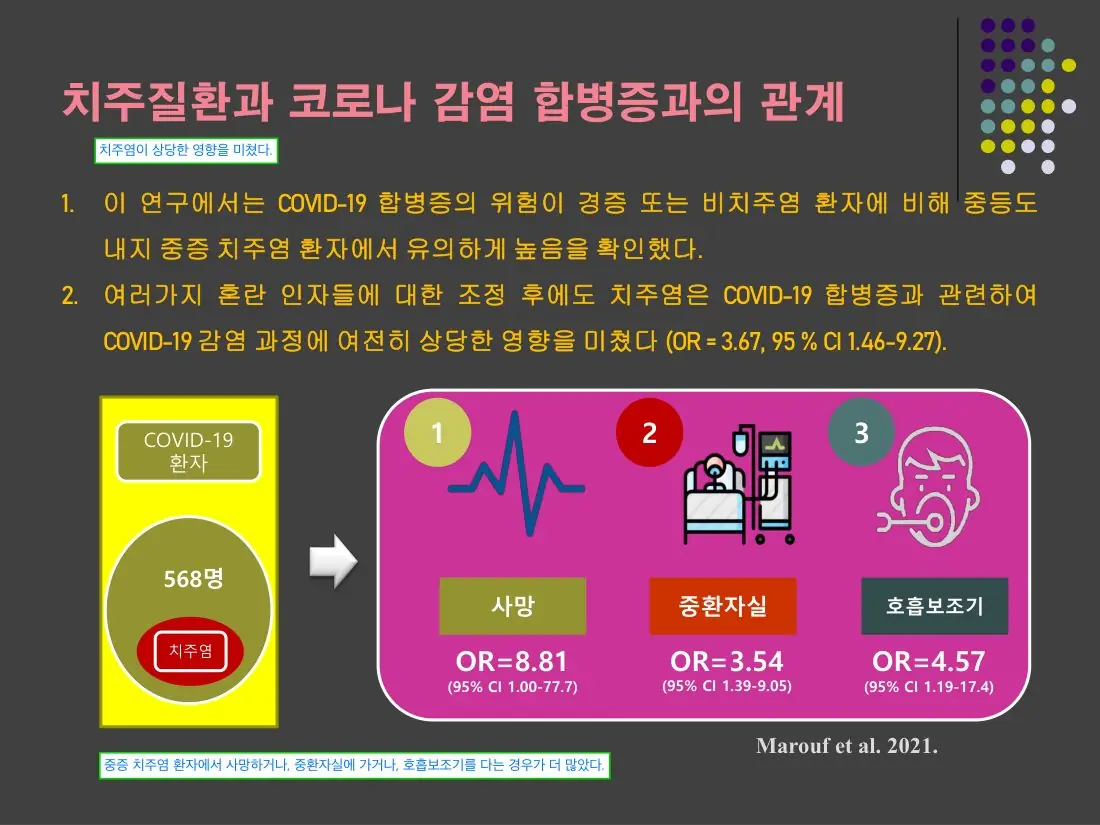 치주질환과 코로나 감염 합병증과의 관계
치주염이 상당한 영향을 미쳤다.
1. 이 연구에서는 COVID-19 합병증의 위험이 경증 또는 비치주염 환자에 비해 중등도
내지 중증 치주염 환자에서 유의하게 높음을 확인했다.
2. 여러가지 혼란 인자들에 대한 조정 후에도 치주염은 COVID-19 합병증과 관련하여
COVID-19 감염 과정에 여전히 상당한 영향을 미쳤다 (OR = 3.67, 95 % CI 1.46-9.27).
COVID-19
환자
568명
치주염
1
사망
OR=8.81
(95% CI 1.00-77.7)
2
중환자실
OR=3.54
(95% CI 1.39-9.05)
3
호흡보조기
OR=4.57
(95% CI 1.19-17.4)
Marouf et al. 2021.
중증 치주염 환자에서 사망하거나, 중환자실에 가거나, 호흡보조기를 다는 경우가 더 많았다.